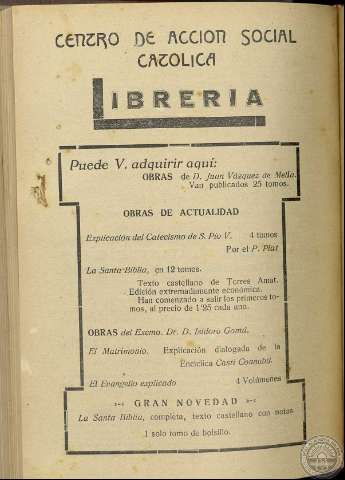 CENTRO DE ACCION SOCIAL
CATOLICA
LIBRERIA
Puede V. adquirir aquí:
OBRAS de D. Juan Vázquez de Mella.
Van publicados 25 tomos.
OBRAS DE ACTUALIDAD
Explicación del Catecismo de S. Pío V. 4 tomos
Por el P. Plat
La Santa Biblia, en 12 tomos.
Texto castellano de Torres Amat.
Edición extremadamente económica.
Han comenzado a salir los primeros to-
mos, al precio de 1'25 cada uno.
OBRAS del Excmo. Dr. D. Isidoro Gomá.
El Matrimonio. Explicación dialogada de la
Encíclica Casti Connubii.
El Evangelio explicado 4 Volúmenes
GRAN NOVEDAD
La Santa Biblia, completa, texto castellano con notas
1 solo tomo de bolsillo.